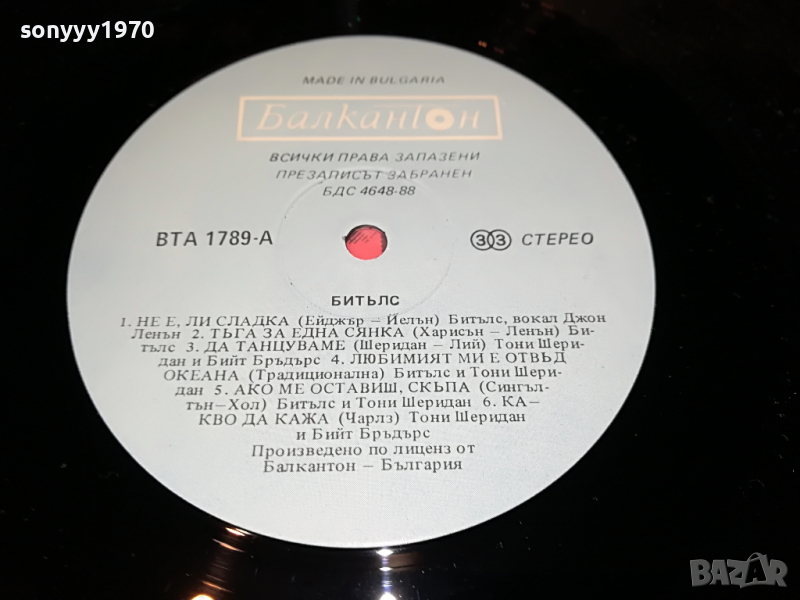 sonyyy1970
MADE IN BULGARIA
Балкантон
ВСИЧКИ ПРАВА ЗАПАЗЕНИ
ПРЕЗАПИСЪТ ЗАБРАНЕН
БДС 4648-88
ВТА 1789-А
33 СТЕРЕО
БИТЪЛС
1. НЕ Е, ЛИ СЛАДКА (Ейджър – Йелън) Битълс, вокал Джон
Ленън 2. ТЪГА ЗА ЕДНА СЯНКА (Харисън – Ленън) Би-
тълс 3. ДА ТАНЦУВАМЕ (Шеридан – Лий) Тони Шери-
дан и Бийт Бръдърс 4. ЛЮБИМИЯТ МИ Е ОТВЪД
ОКЕАНА (Традиционална) Битълс и Тони Шери-
дан 5. АКО МЕ ОСТАВИШ, СКЪПА (Сингъл-
тън–Хол) Битълс и Тони Шеридан 6. КА-
КВО ДА КАЖА (Чарлз) Тони Шеридан
и Бийт Бръдърс
Произведено по лиценз от
Балкантон – България
BAZAR